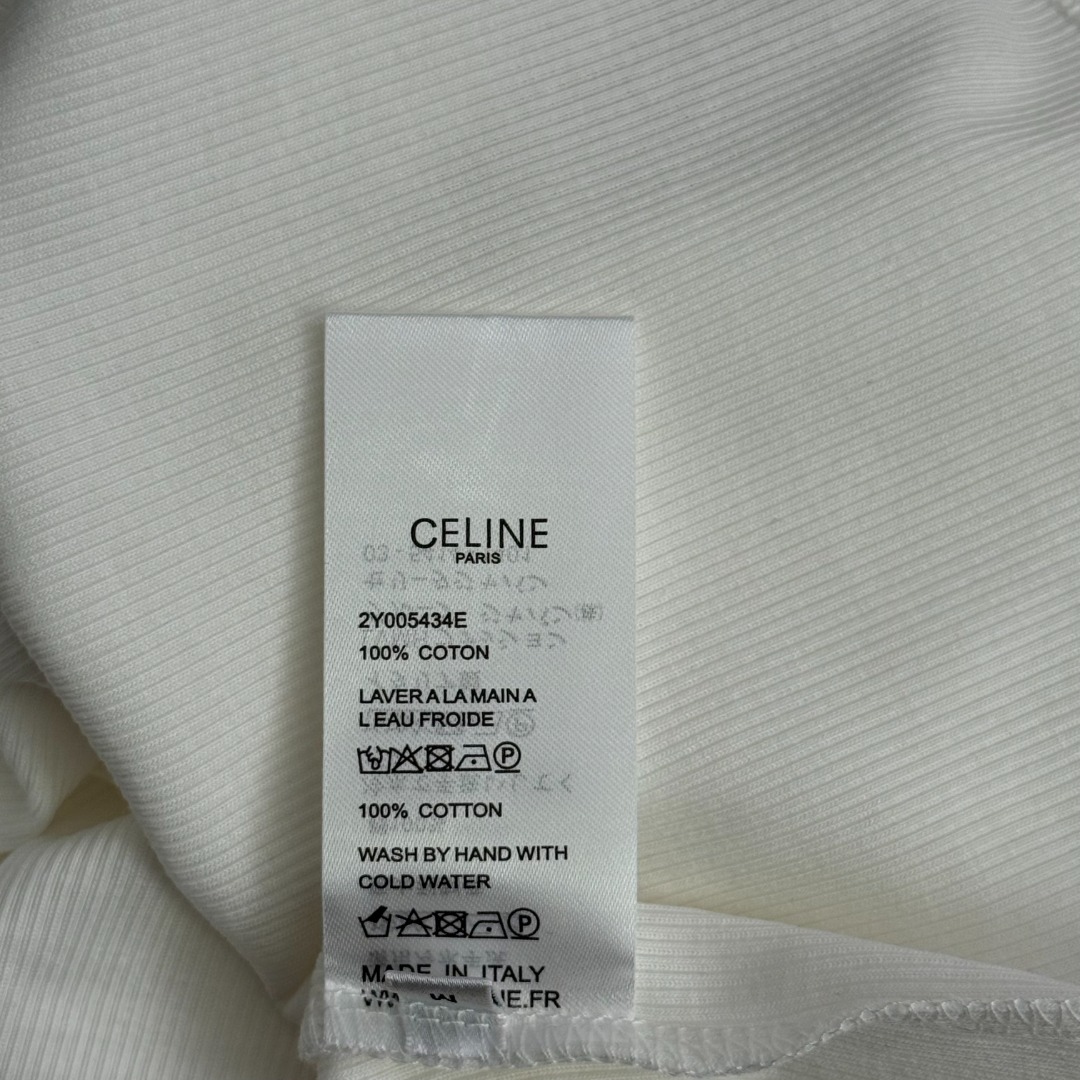 CELINE
PARIS
2Y005434E
100% COTON
LAVER A LA MAIN A
L EAU FROIDE
P
100% COTTON
WASH BY HAND WITH
COLD WATER
P
MADE IN ITALY